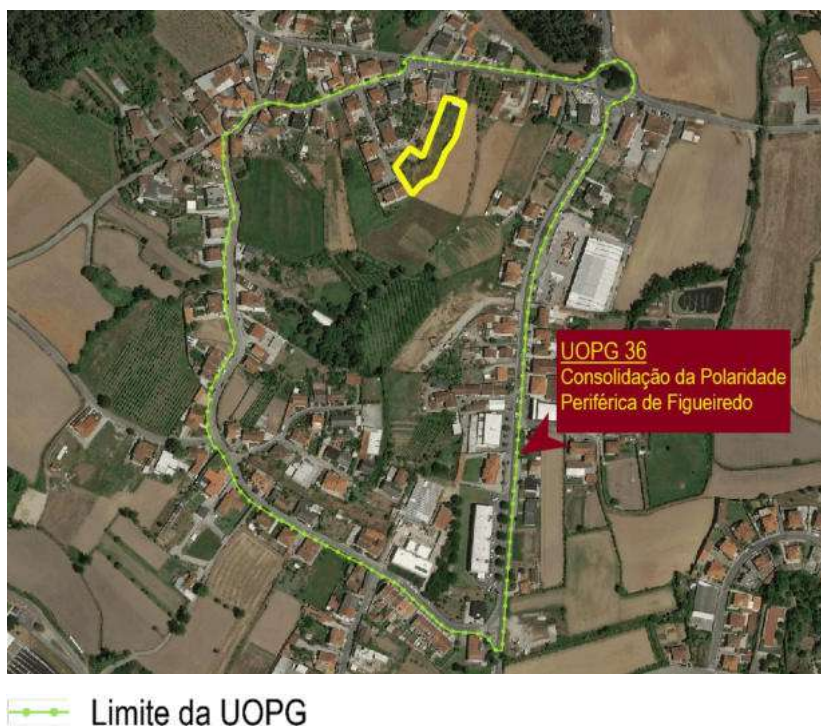 UOPG 36
Consolidação da Polaridade
Periférica de Figueiredo
Limite da UOPG